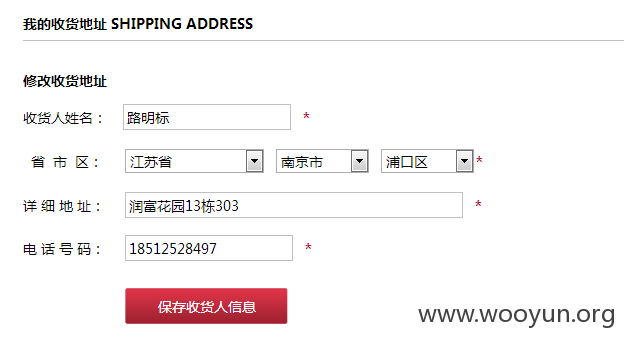 我的收货地址 SHIPPING ADDRESS
修改收货地址
收货人姓名： 路明标 *
省 市 区： 江苏省 南京市 浦口区 *
详细地址： 润富花园13栋303 *
电话号码： 18512528497 *
保存收货人信息
www.wooyun.org